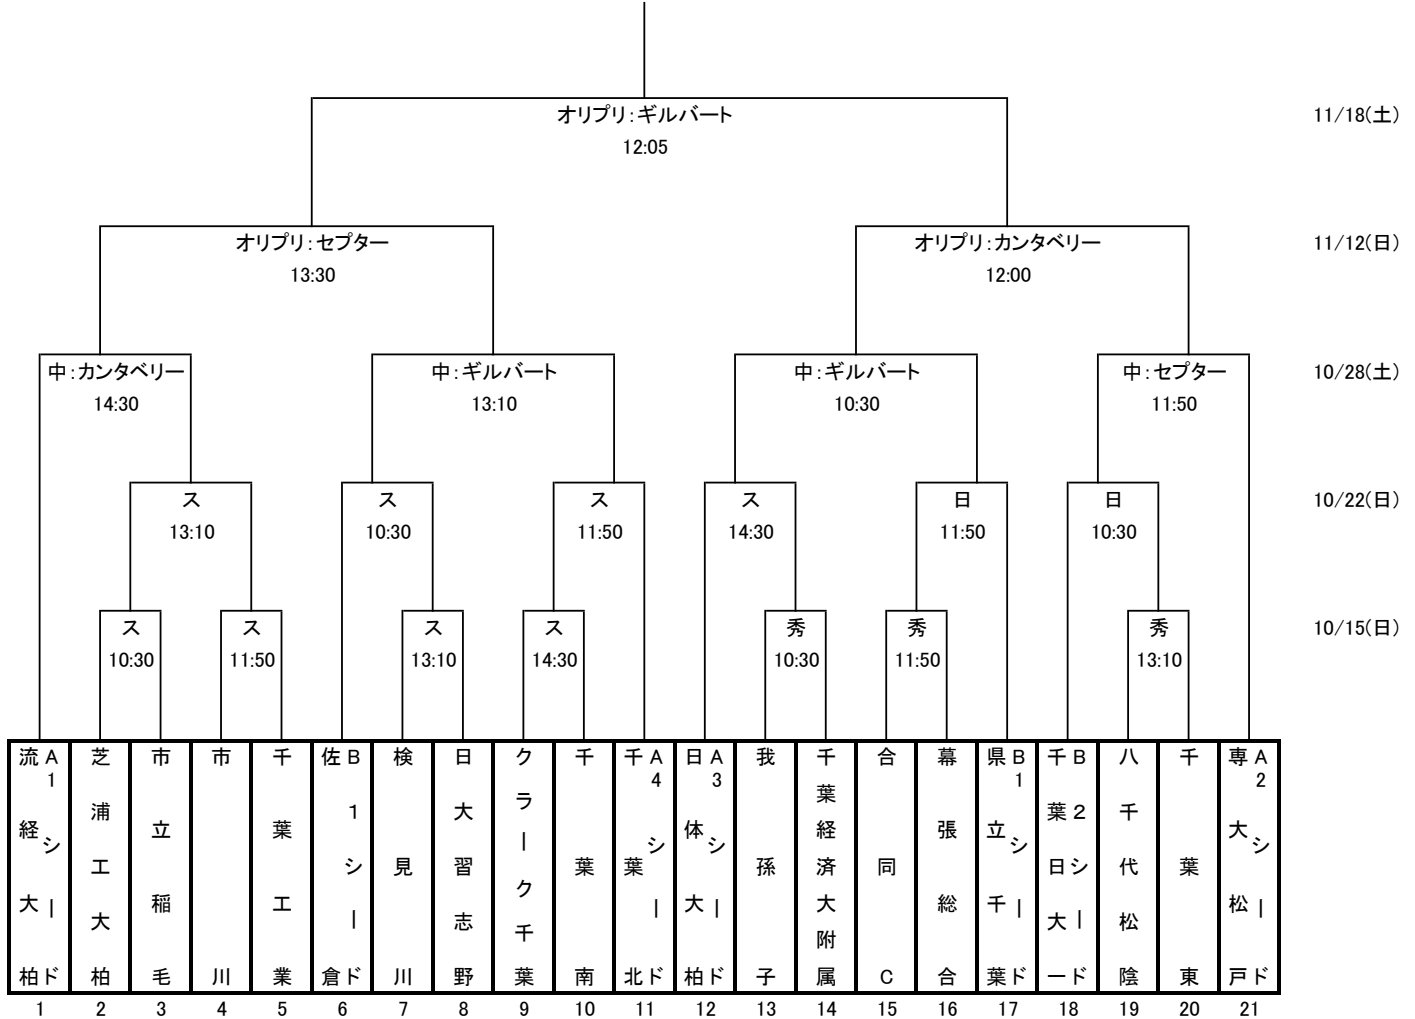 オリプリ：ギルバート 11/18(土)
12:05
オリプリ：セプター オリプリ：カンタベリー 11/12(日)
13:30 12:00
中：カンタベリー 中：ギルバート 中：ギルバート 中：セプター 10/28(土)
14:30 13:10 10:30 11:50
ス ス ス ス 日 日 10/22(日)
13:10 10:30 11:50 14:30 11:50 10:30
ス ス ス ス 秀 秀 秀 10/15(日)
10:30 11:50 13:10 14:30 10:30 11:50 13:10
流経大柏
A1シード
芝浦工大柏
市立稲毛
市川
千葉工業
佐倉
B1シード
検見川
日大習志野
クラーク千葉
千葉南
千葉北
A4シード
日体大柏
A3シード
我孫子
千葉経済大附属
合同C
幕張総合
県立千葉
B1シード
千葉日大一
B2シード
八千代松陰
千葉東
専大松戸
A2シード
1 2 3 4 5 6 7 8 9 10 11 12 13 14 15 16 17 18 19 20 21